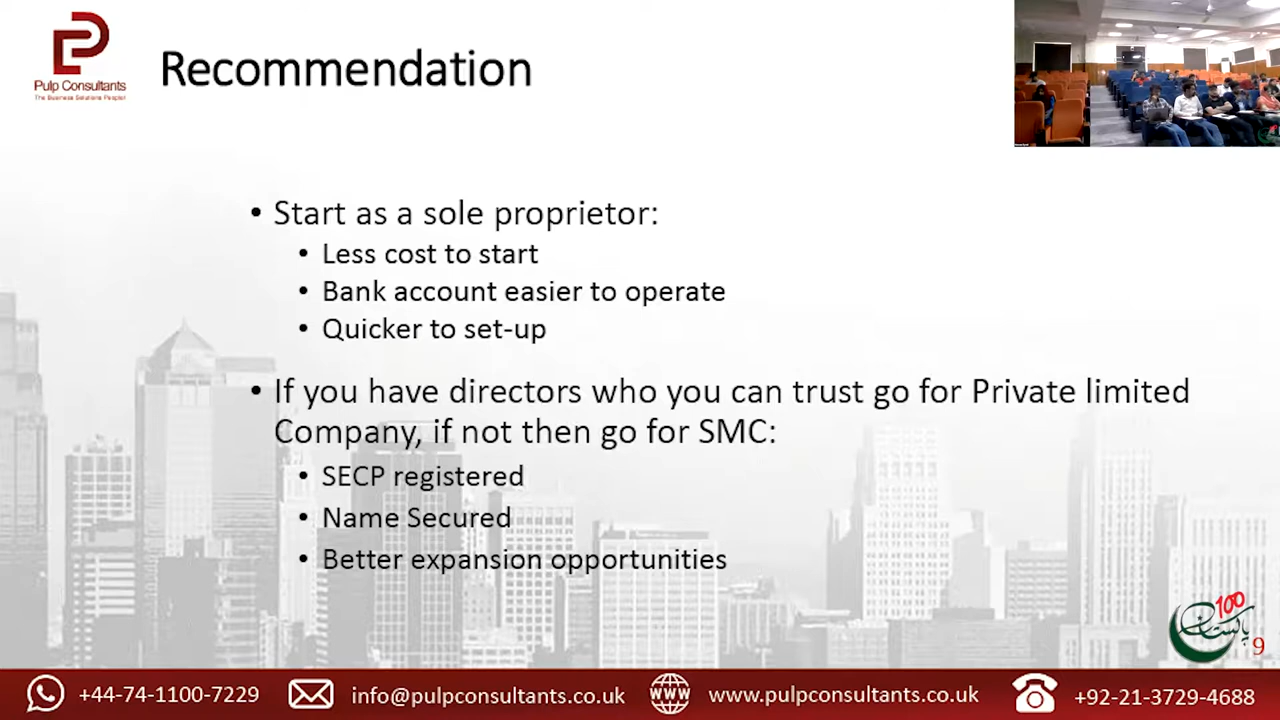 Pulp Consultants
The Business Solutions People!
Recommendation
• Start as a sole proprietor:
• Less cost to start
• Bank account easier to operate
• Quicker to set-up
• If you have directors who you can trust go for Private limited
Company, if not then go for SMC:
• SECP registered
• Name Secured
• Better expansion opportunities
100
پاکستان
9
+44-74-1100-7229
info@pulpconsultants.co.uk
www.pulpconsultants.co.uk
+92-21-3729-4688